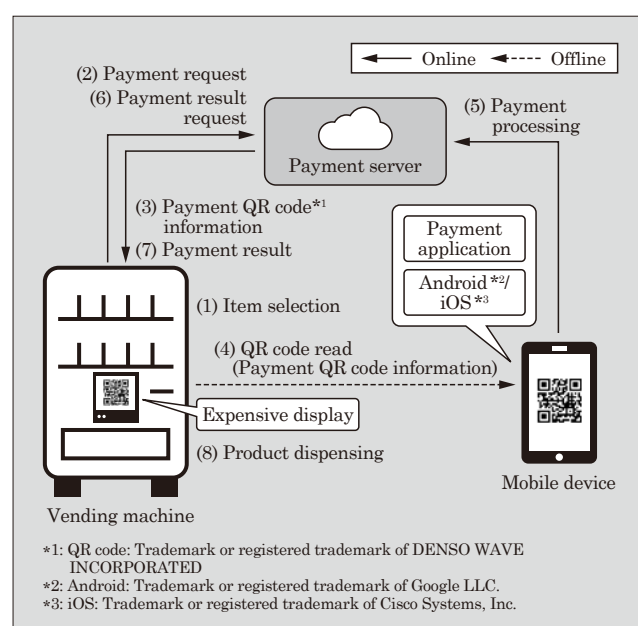 Online Offline
(2) Payment request
(6) Payment result
request
(5) Payment
processing
Payment server
(3) Payment QR code*1
information
(7) Payment result
Payment
application
Android*2/
iOS*3
(1) Item selection
(4) QR code read
(Payment QR code information)
Expensive display
(8) Product dispensing
Mobile device
Vending machine
*1: QR code: Trademark or registered trademark of DENSO WAVE
INCORPORATED
*2: Android: Trademark or registered trademark of Google LLC.
*3: iOS: Trademark or registered trademark of Cisco Systems, Inc.